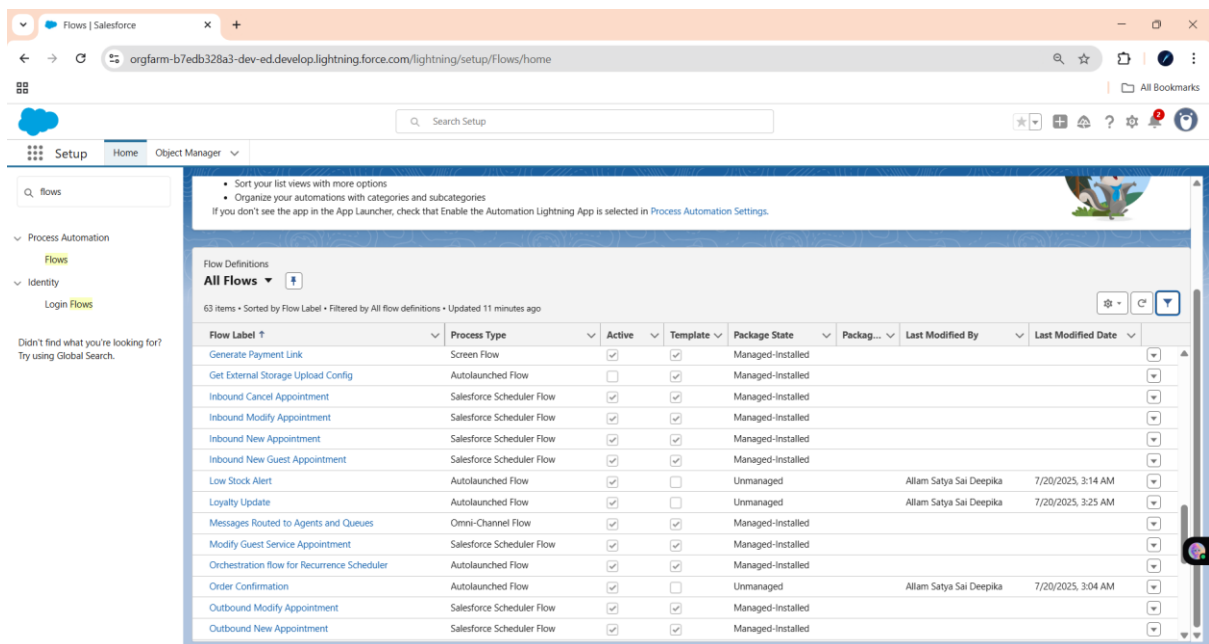 Flows | Salesforce
orgfarm-b7edb328a3-dev-ed.develop.lightning.force.com/lightning/setup/Flows/home
All Bookmarks
Search Setup
2
Setup Home Object Manager
flows
Process Automation
Flows
Identity
Login Flows
Didn't find what you're looking for?
Try using Global Search.
• Sort your list views with more options
• Organize your automations with categories and subcategories
If you don't see the app in the App Launcher, check that Enable the Automation Lightning App is selected in Process Automation Settings.
Flow Definitions
All Flows
63 items • Sorted by Flow Label • Filtered by All flow definitions • Updated 11 minutes ago
Flow Label ↑ Process Type Active Template Package State Packag... Last Modified By Last Modified Date
Generate Payment Link Screen Flow Managed-Installed
Get External Storage Upload Config Autolaunched Flow Managed-Installed
Inbound Cancel Appointment Salesforce Scheduler Flow Managed-Installed
Inbound Modify Appointment Salesforce Scheduler Flow Managed-Installed
Inbound New Appointment Salesforce Scheduler Flow Managed-Installed
Inbound New Guest Appointment Salesforce Scheduler Flow Managed-Installed
Low Stock Alert Autolaunched Flow Unmanaged Allam Satya Sai Deepika 7/20/2025, 3:14 AM
Loyalty Update Autolaunched Flow Unmanaged Allam Satya Sai Deepika 7/20/2025, 3:25 AM
Messages Routed to Agents and Queues Omni-Channel Flow Managed-Installed
Modify Guest Service Appointment Salesforce Scheduler Flow Managed-Installed
Orchestration flow for Recurrence Scheduler Autolaunched Flow Managed-Installed
Order Confirmation Autolaunched Flow Unmanaged Allam Satya Sai Deepika 7/20/2025, 3:04 AM
Outbound Modify Appointment Salesforce Scheduler Flow Managed-Installed
Outbound New Appointment Salesforce Scheduler Flow Managed-Installed